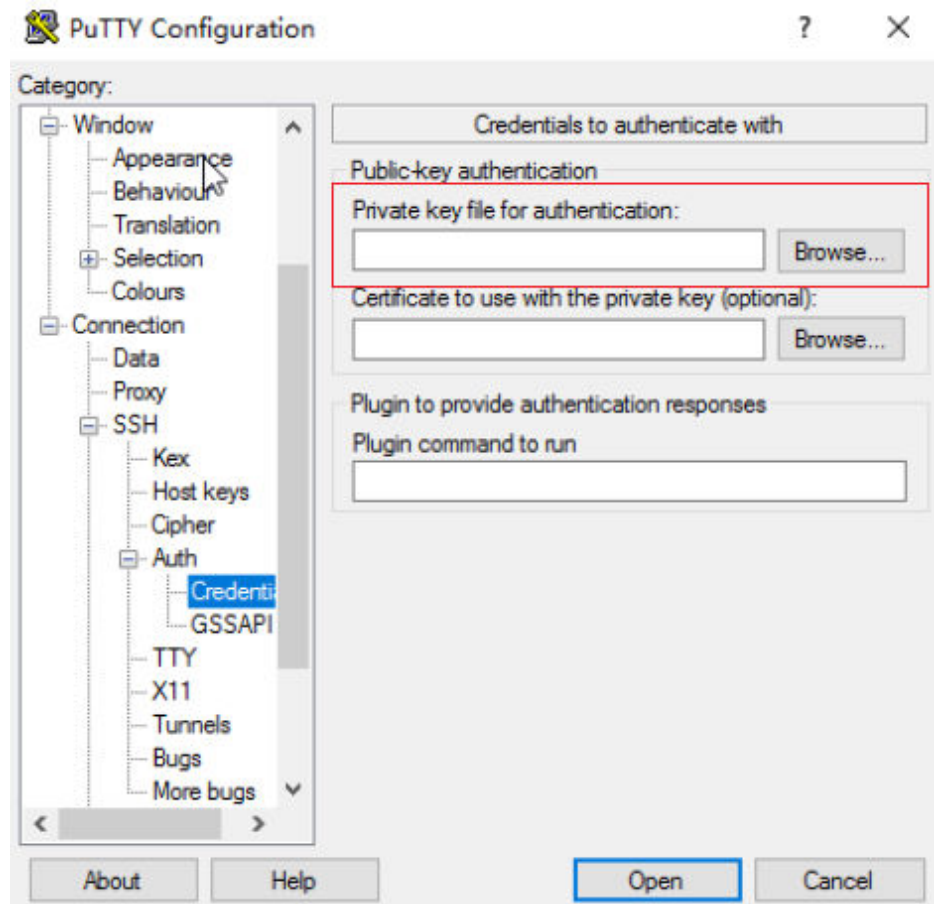 PuTTY Configuration
?
Category:
Window
Appearance
Behaviour
Translation
Selection
Colours
Connection
Data
Proxy
SSH
Kex
Host keys
Cipher
Auth
Credenti
GSSAPI
TTY
X11
Tunnels
Bugs
More bugs
Credentials to authenticate with
Public-key authentication
Private key file for authentication:
Browse...
Certificate to use with the private key (optional):
Browse...
Plugin to provide authentication responses
Plugin command to run
About
Help
Open
Cancel